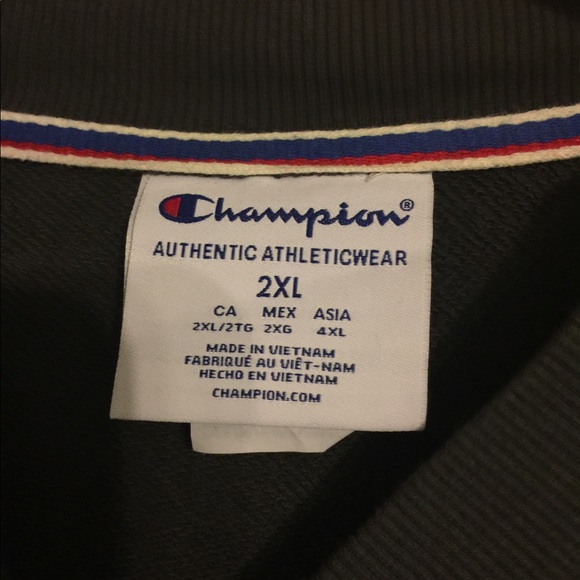 Champion®
AUTHENTIC ATHLETICWEAR
2XL
CA MEX ASIA
2XL/2TG 2XG 4XL
MADE IN VIETNAM
FABRIQUÉ AU VIÊT-NAM
HECHO EN VIETNAM
CHAMPION.COM